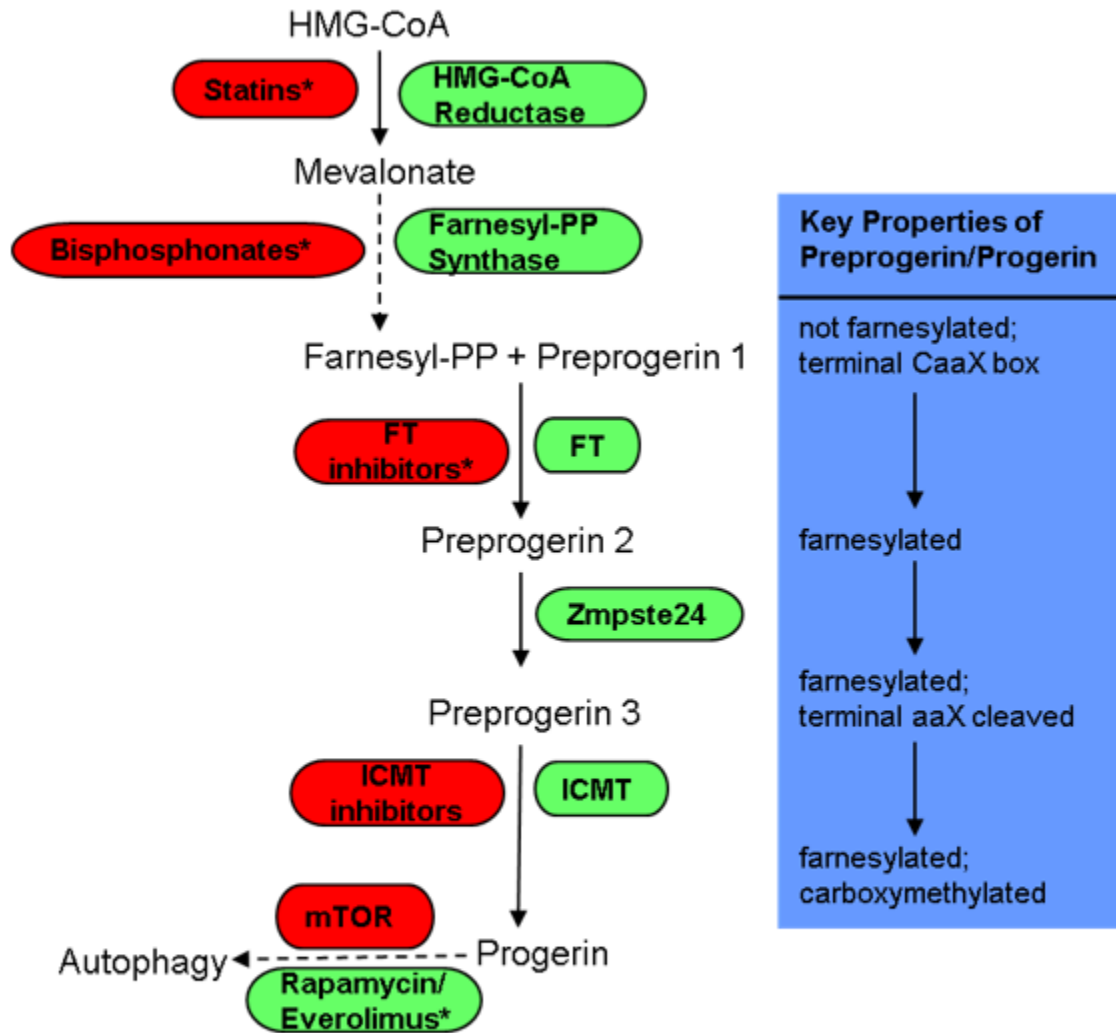 HMG-CoA
Statins*
HMG-CoA
Reductase
Mevalonate
Bisphosphonates*
Farnesyl-PP
Synthase
Farnesyl-PP + Preprogerin 1
FT
inhibitors*
FT
Preprogerin 2
Zmpste24
Preprogerin 3
ICMT
inhibitors
ICMT
mTOR
Autophagy
Progerin
Rapamycin/
Everolimus*
Key Properties of
Preprogerin/Progerin
not farnesylated;
terminal CaaX box
farnesylated
farnesylated;
terminal aaX cleaved
farnesylated;
carboxymethylated